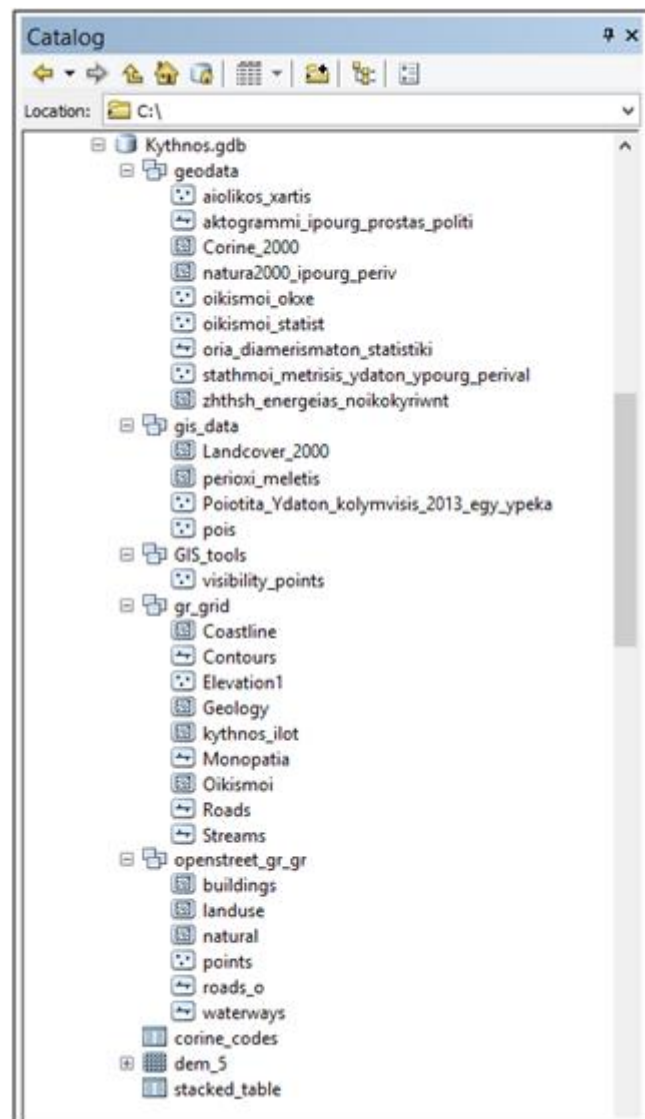 Catalog
Location: C:\
Kythnos.gdb
geodata
aiolikos_xartis
aktogrammi_ipourg_prostas_politi
Corine_2000
natura2000_ipourg_periv
oikismoi_okxe
oikismoi_statist
oria_diamerismaton_statistiki
stathmoi_metrisis_ydaton_ypourg_perival
zhthsh_energeias_noikokyriwnt
gis_data
Landcover_2000
perioxi_meletis
Poiotita_Ydaton_kolymvisis_2013_egy_ypeka
pois
GIS_tools
visibility_points
gr_grid
Coastline
Contours
Elevation1
Geology
kythnos_ilot
Monopatia
Oikismoi
Roads
Streams
openstreet_gr_gr
buildings
landuse
natural
points
roads_o
waterways
corine_codes
dem_5
stacked_table